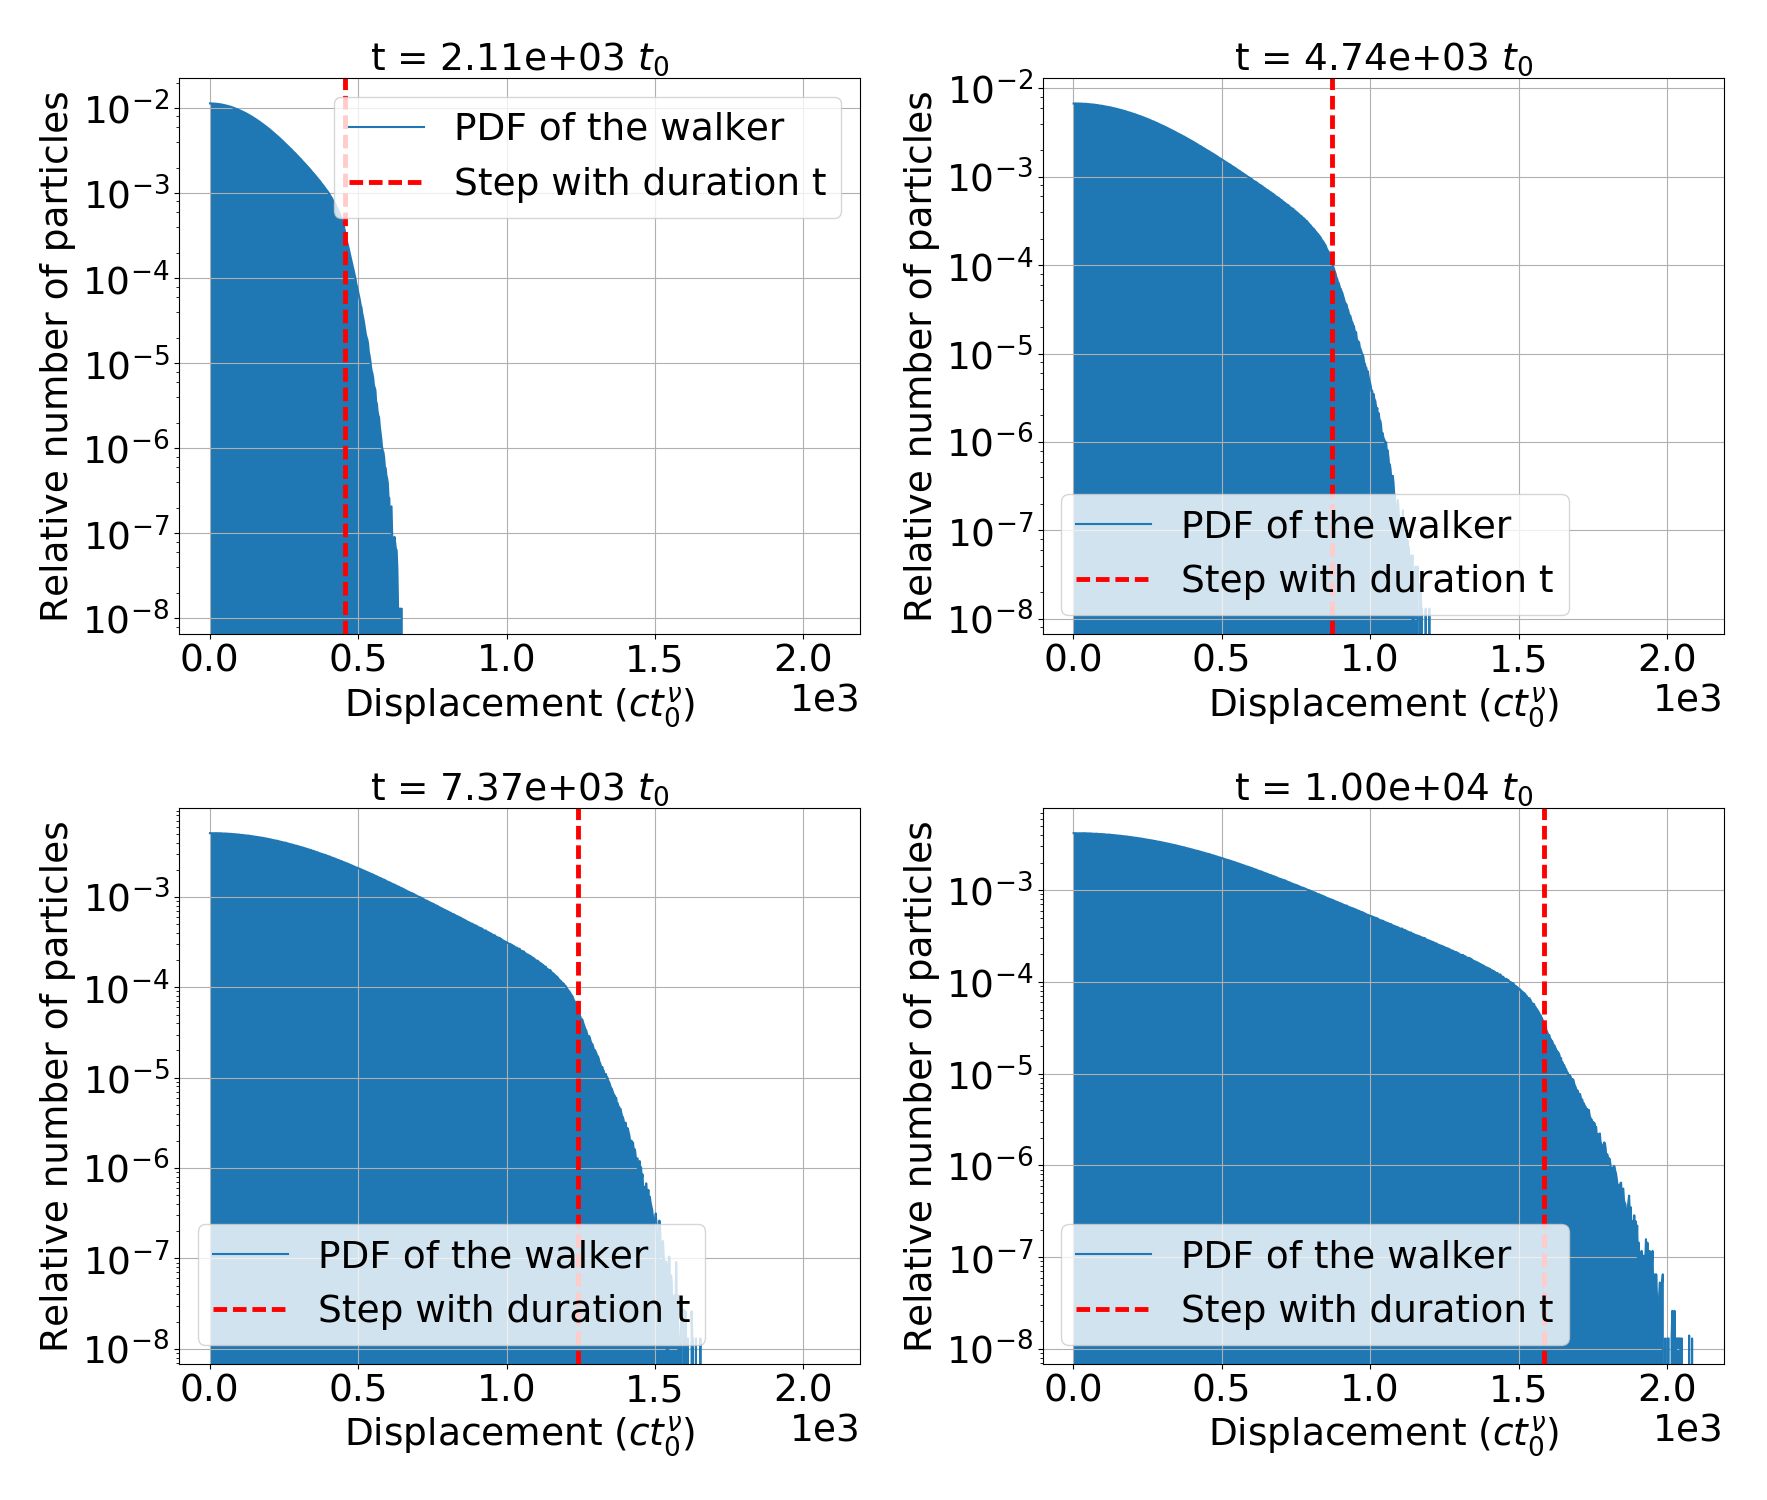 t = 2.11e+03 t₀
Relative number of particles
10⁻²
10⁻³
10⁻⁴
10⁻⁵
10⁻⁶
10⁻⁷
10⁻⁸
PDF of the walker
Step with duration t
0.0 0.5 1.0 1.5 2.0
1e3
Displacement (ct₀^ν)
t = 4.74e+03 t₀
Relative number of particles
10⁻²
10⁻³
10⁻⁴
10⁻⁵
10⁻⁶
10⁻⁷
10⁻⁸
PDF of the walker
Step with duration t
0.0 0.5 1.0 1.5 2.0
1e3
Displacement (ct₀^ν)
t = 7.37e+03 t₀
Relative number of particles
10⁻³
10⁻⁴
10⁻⁵
10⁻⁶
10⁻⁷
10⁻⁸
PDF of the walker
Step with duration t
0.0 0.5 1.0 1.5 2.0
1e3
Displacement (ct₀^ν)
t = 1.00e+04 t₀
Relative number of particles
10⁻³
10⁻⁴
10⁻⁵
10⁻⁶
10⁻⁷
10⁻⁸
PDF of the walker
Step with duration t
0.0 0.5 1.0 1.5 2.0
1e3
Displacement (ct₀^ν)